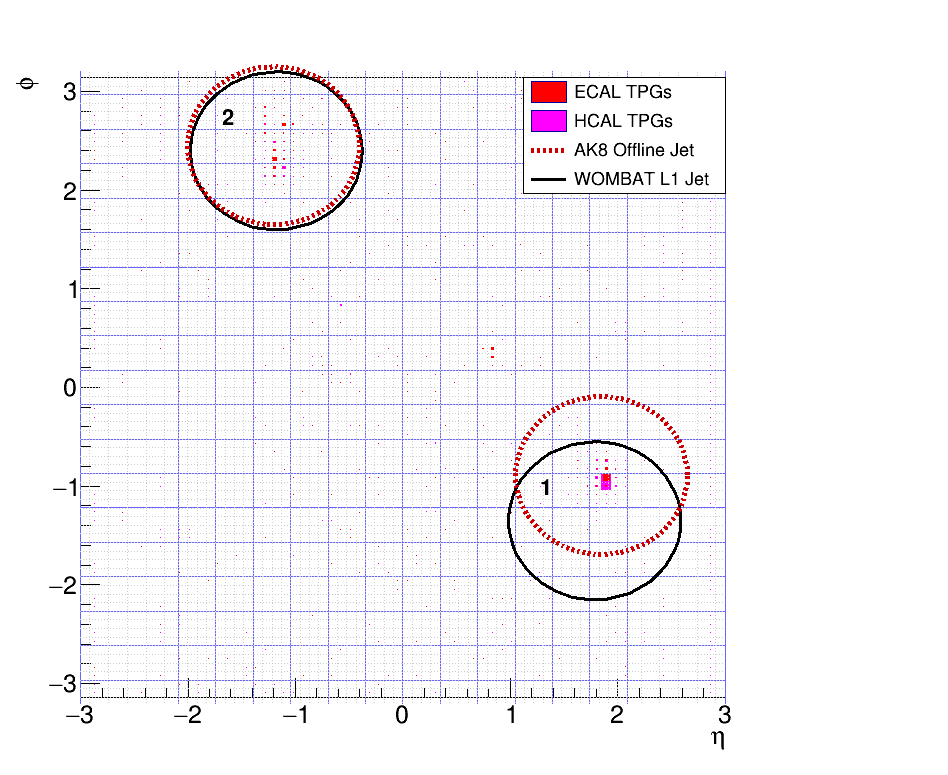 ϕ
3
2
1
0
−1
−2
−3
−3 −2 −1 0 1 2 3
η
2
1
ECAL TPGs
HCAL TPGs
AK8 Offline Jet
WOMBAT L1 Jet